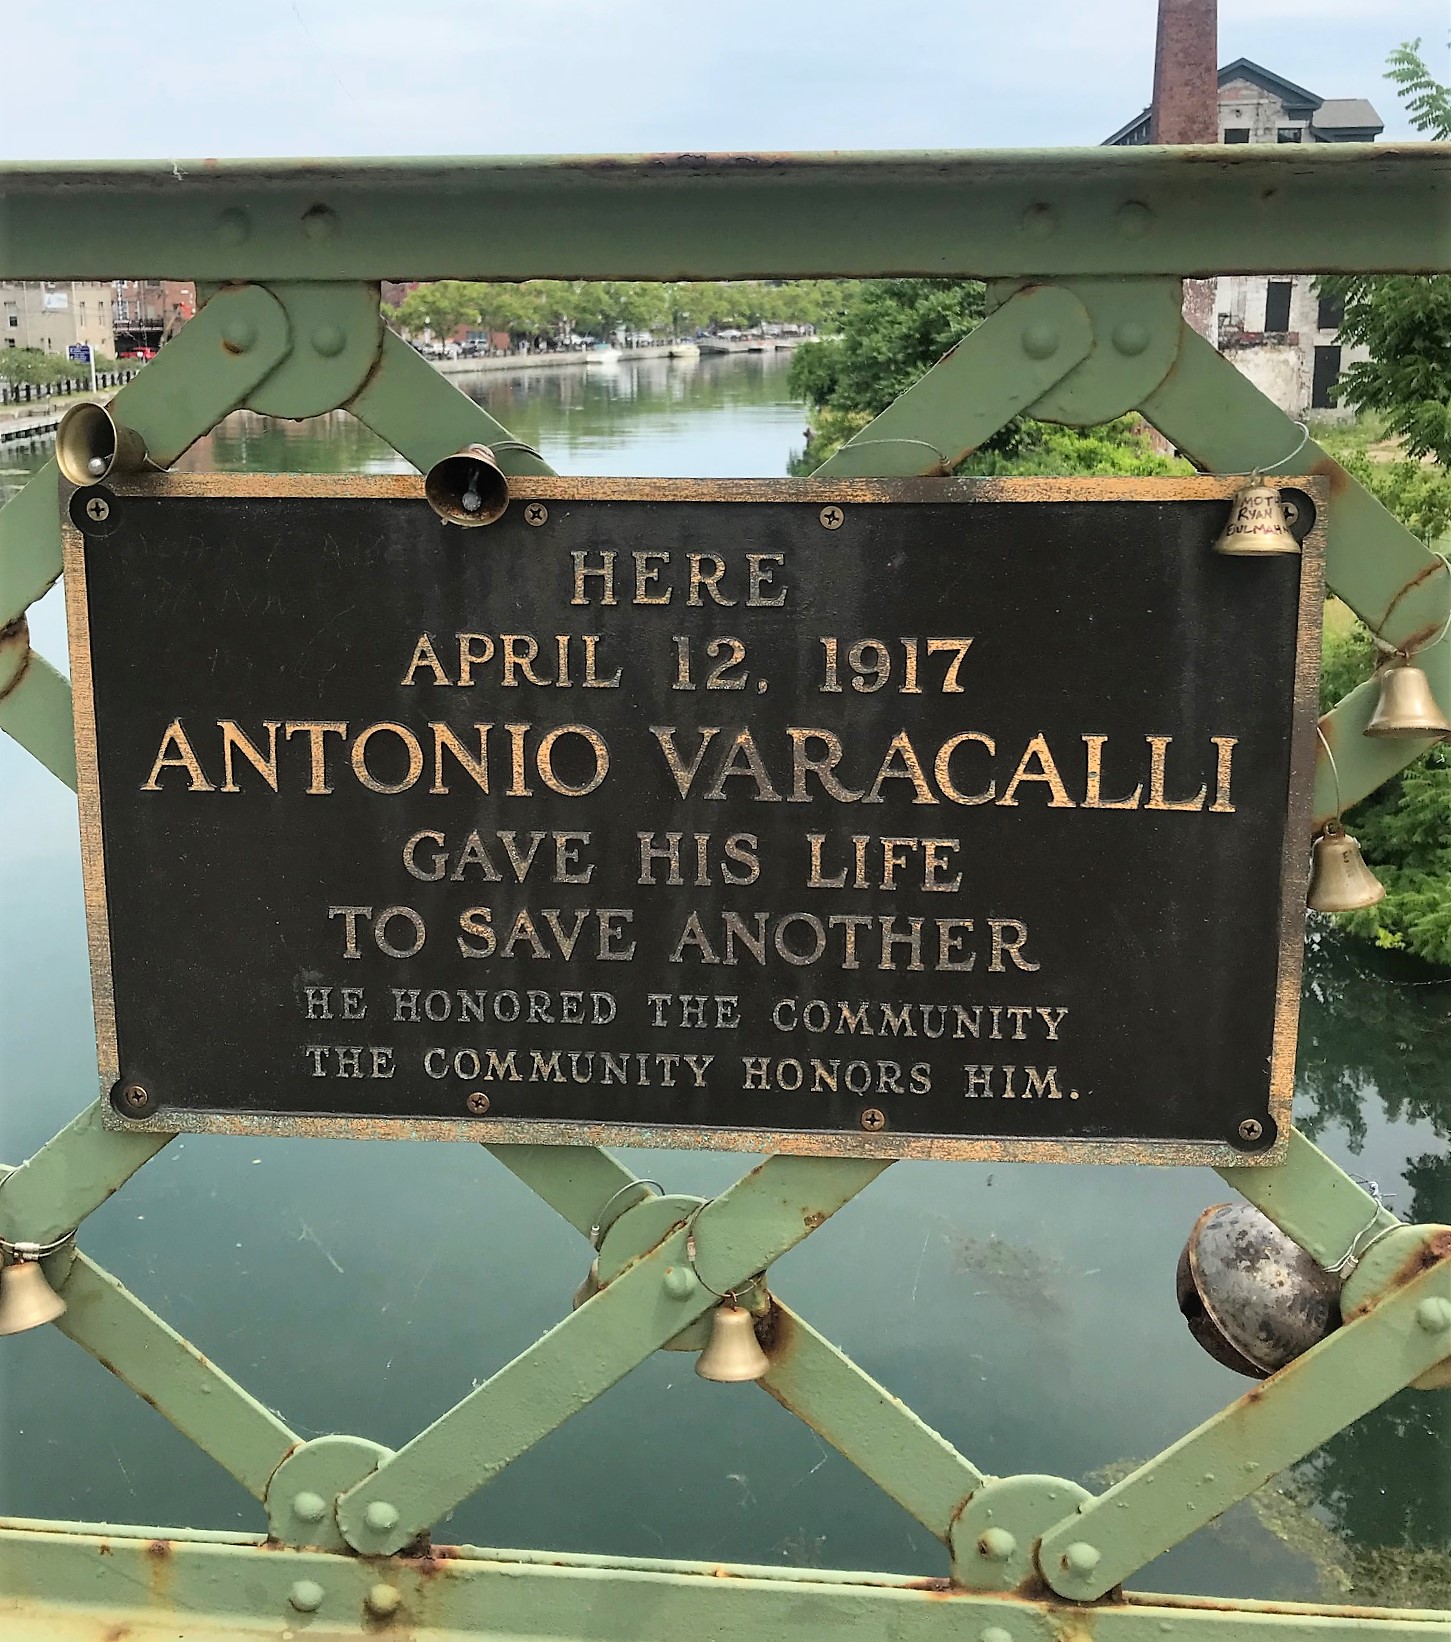 HERE
APRIL 12, 1917
ANTONIO VARACALLI
GAVE HIS LIFE
TO SAVE ANOTHER
HE HONORED THE COMMUNITY
THE COMMUNITY HONORS HIM.
RYAN